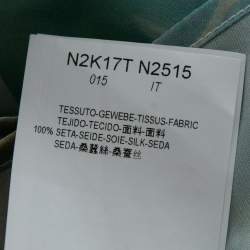 N2K17T N2515
015 IT
TESSUTO-GEWEBE-TISSUS-FABRIC
TEJIDO-TECIDO-面料-面料
100% SETA-SEIDE-SOIE-SILK-SEDA
SEDA-桑蠶絲-桑蚕丝